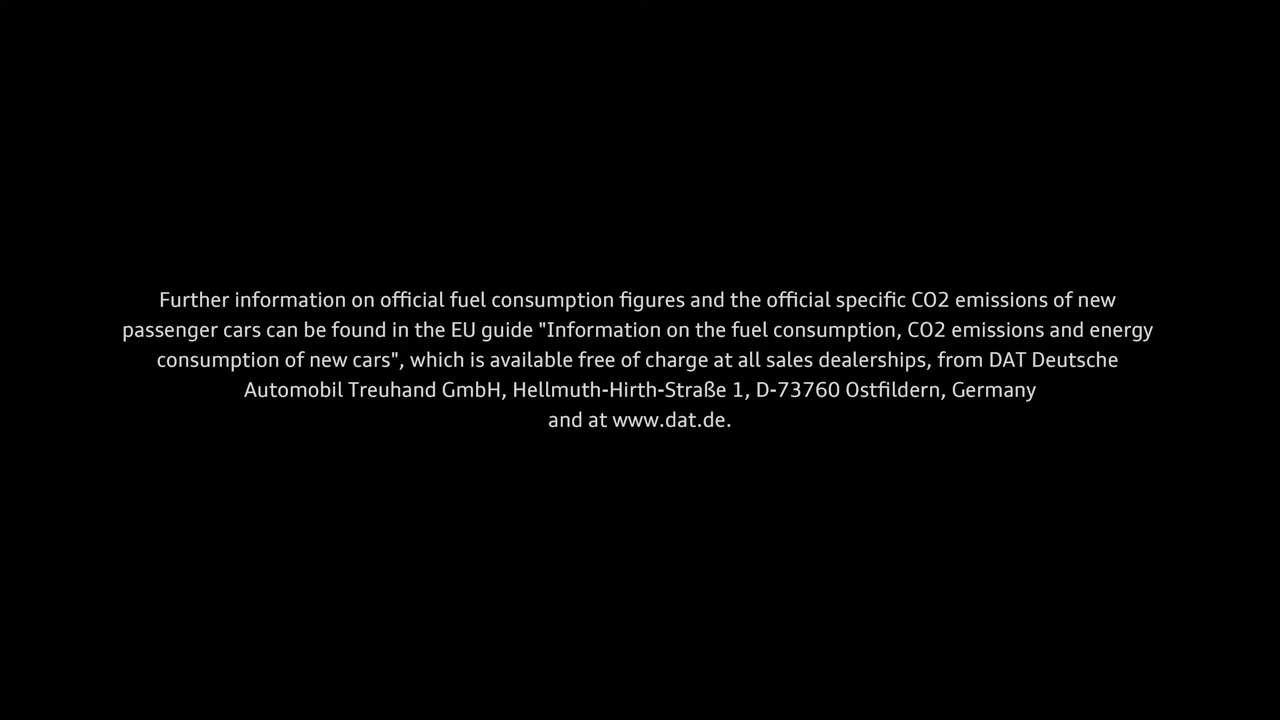 Further information on official fuel consumption figures and the official specific CO2 emissions of new
passenger cars can be found in the EU guide "Information on the fuel consumption, CO2 emissions and energy
consumption of new cars", which is available free of charge at all sales dealerships, from DAT Deutsche
Automobil Treuhand GmbH, Hellmuth-Hirth-Straße 1, D-73760 Ostfildern, Germany
and at www.dat.de.